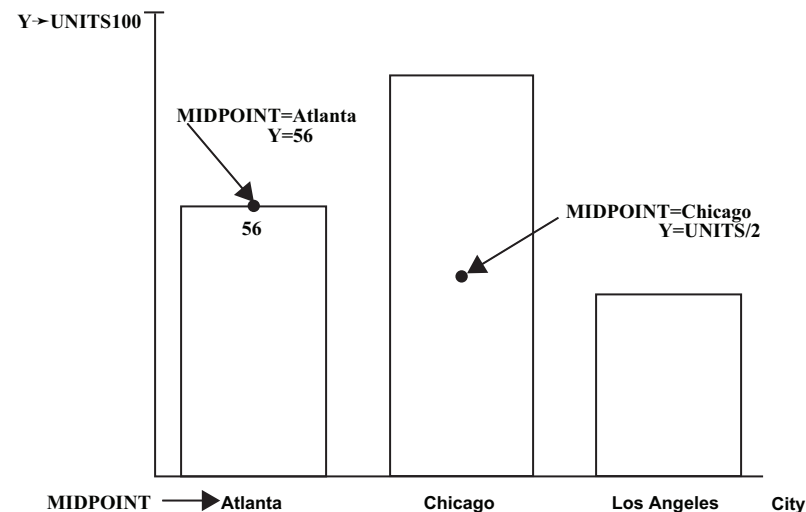 Y→UNITS100
MIDPOINT=Atlanta
Y=56
56
MIDPOINT=Chicago
Y=UNITS/2
MIDPOINT
Atlanta
Chicago
Los Angeles
City